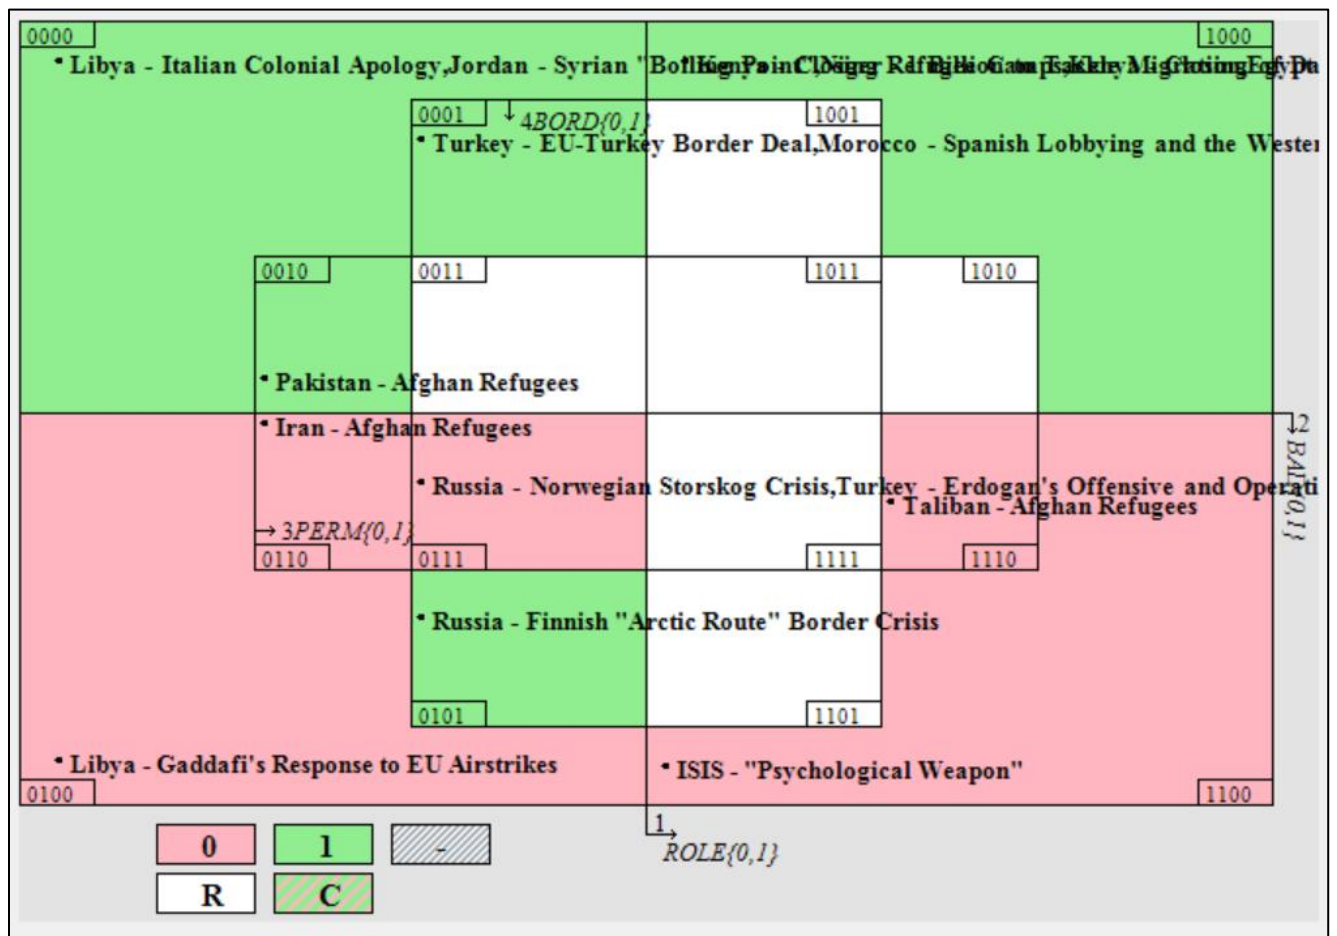 0000
1000
Libya - Italian Colonial Apology,Jordan - Syrian "Boiling Point",Niger
0001
4BORD{0,1}
1001
Turkey - EU-Turkey Border Deal,Morocco - Spanish Lobbying and the Wester
0010
0011
1011
1010
Pakistan - Afghan Refugees
Iran - Afghan Refugees
2
BAD{0,1}
Russia - Norwegian Storskog Crisis,Turkey - Erdogan's Offensive and Operati
Taliban - Afghan Refugees
3PERM{0,1}
0110
0111
1111
1110
Russia - Finnish "Arctic Route" Border Crisis
0101
1101
Libya - Gaddafi's Response to EU Airstrikes
ISIS - "Psychological Weapon"
0100
1100
0
1
-
1
ROLE{0,1}
R
C